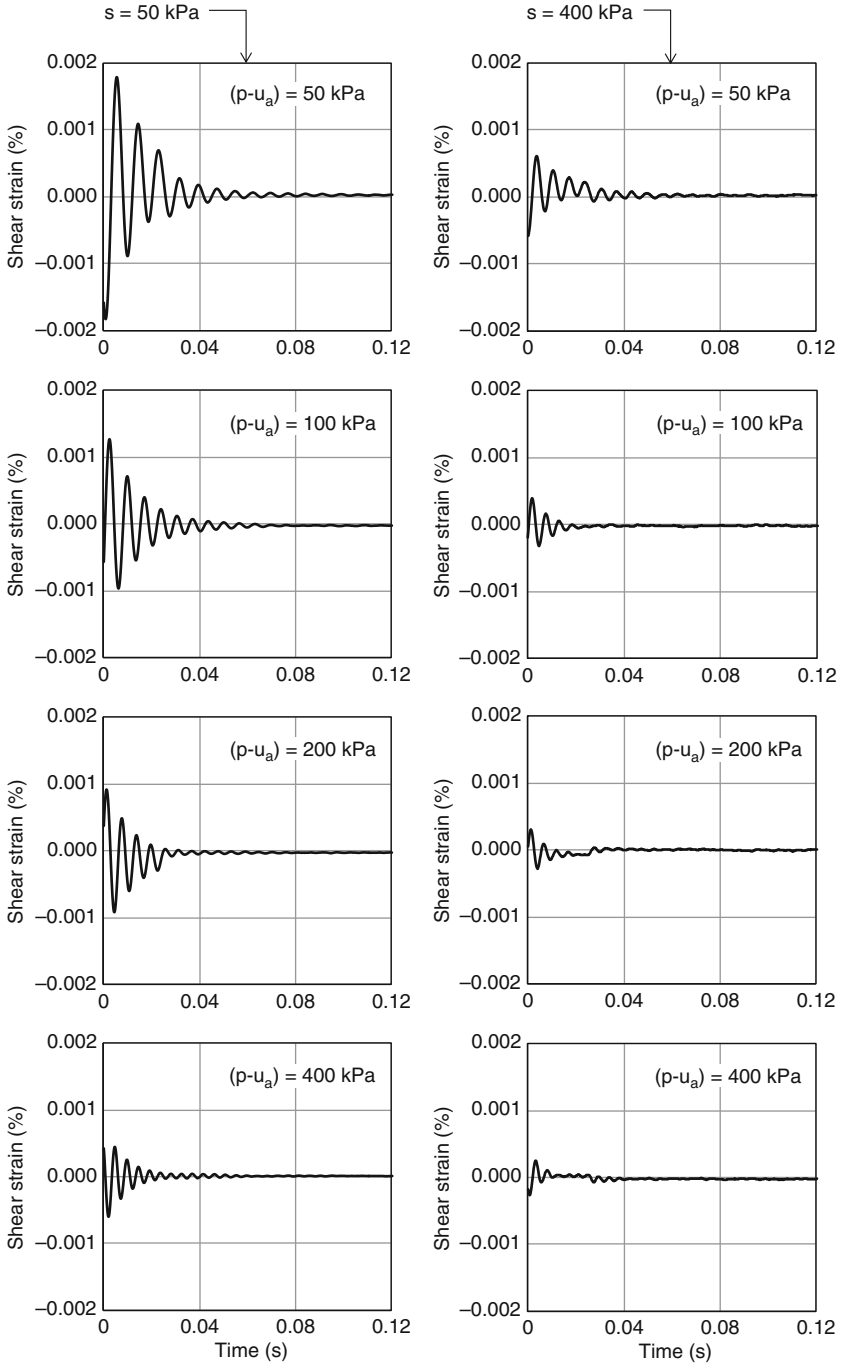 s = 50 kPa
s = 400 kPa
0.002
0.001
0.000
–0.001
–0.002
Shear strain (%)
(p-uₐ) = 50 kPa
0 0.04 0.08 0.12
0.002
0.001
0.000
–0.001
–0.002
Shear strain (%)
(p-uₐ) = 50 kPa
0 0.04 0.08 0.12
0.002
0.001
0.000
–0.001
–0.002
Shear strain (%)
(p-uₐ) = 100 kPa
0 0.04 0.08 0.12
0.002
0.001
0.000
–0.001
–0.002
Shear strain (%)
(p-uₐ) = 100 kPa
0 0.04 0.08 0.12
0.002
0.001
0.000
–0.001
–0.002
Shear strain (%)
(p-uₐ) = 200 kPa
0 0.04 0.08 0.12
0.002
0.001
0.000
–0.001
–0.002
Shear strain (%)
(p-uₐ) = 200 kPa
0 0.04 0.08 0.12
0.002
0.001
0.000
–0.001
–0.002
Shear strain (%)
(p-uₐ) = 400 kPa
0 0.04 0.08 0.12
Time (s)
0.002
0.001
0.000
–0.001
–0.002
Shear strain (%)
(p-uₐ) = 400 kPa
0 0.04 0.08 0.12
Time (s)